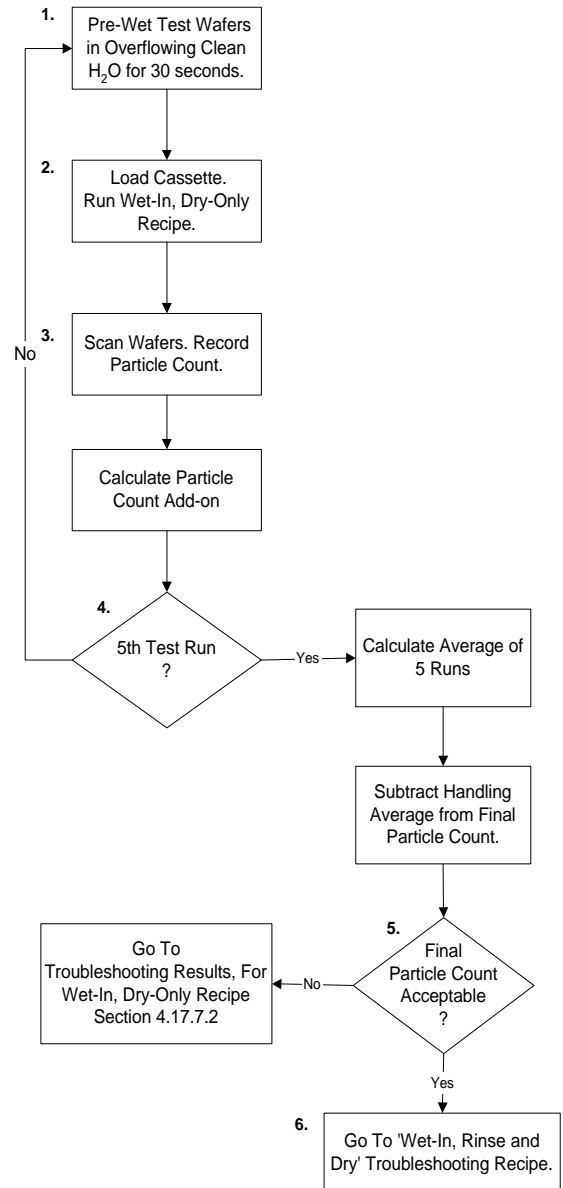 1.
Pre-Wet Test Wafers
in Overflowing Clean
H₂O for 30 seconds.
2.
Load Cassette.
Run Wet-In, Dry-Only
Recipe.
3.
Scan Wafers. Record
Particle Count.
No
Calculate Particle
Count Add-on
4.
5th Test Run
?
Yes
Calculate Average of
5 Runs
Subtract Handling
Average from Final
Particle Count.
5.
Final
Particle Count
Acceptable
?
No
Go To
Troubleshooting Results, For
Wet-In, Dry-Only Recipe
Section 4.17.7.2
Yes
6.
Go To 'Wet-In, Rinse and
Dry' Troubleshooting Recipe.